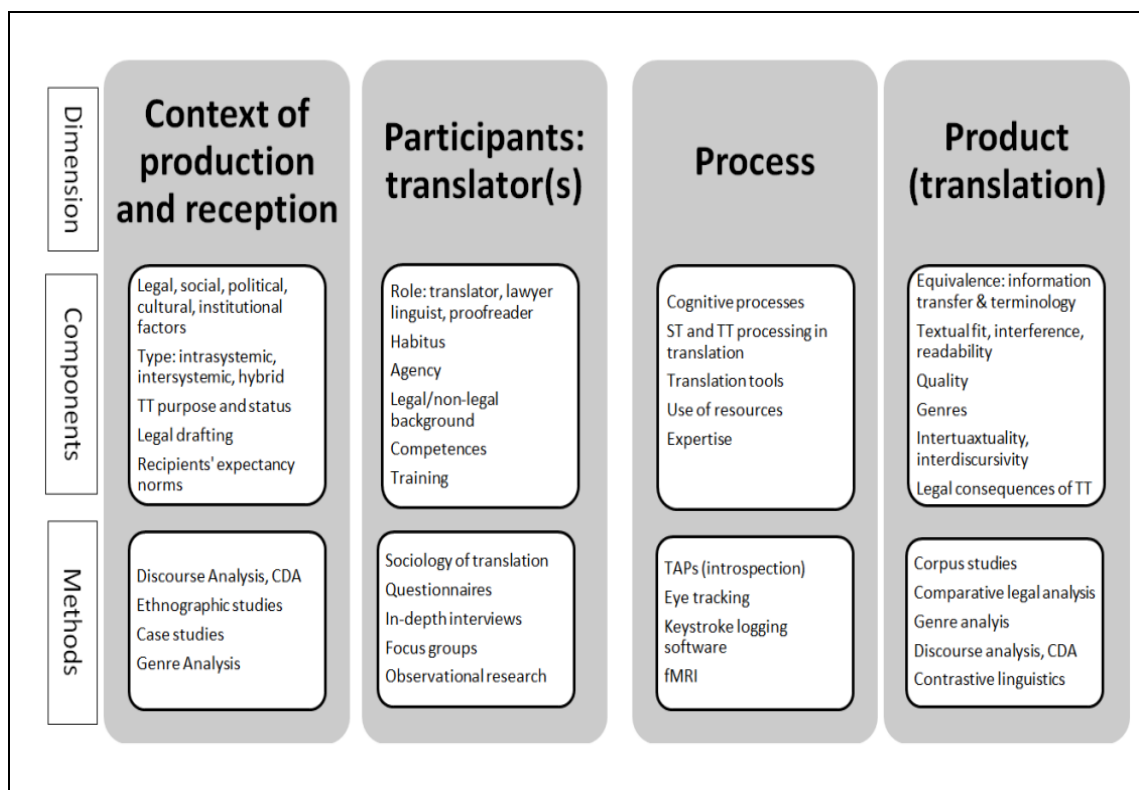 Dimension
Context of
production
and reception
Participants:
translator(s)
Process
Product
(translation)
Components
Legal, social, political,
cultural, institutional
factors
Type: intrasystemic,
intersystemic, hybrid
TT purpose and status
Legal drafting
Recipients' expectancy
norms
Role: translator, lawyer
linguist, proofreader
Habitus
Agency
Legal/non-legal
background
Competences
Training
Cognitive processes
ST and TT processing in
translation
Translation tools
Use of resources
Expertise
Equivalence: information
transfer & terminology
Textual fit, interference,
readability
Quality
Genres
Intertuaxtuality,
interdiscursivity
Legal consequences of TT
Methods
Discourse Analysis, CDA
Ethnographic studies
Case studies
Genre Analysis
Sociology of translation
Questionnaires
In-depth interviews
Focus groups
Observational research
TAPs (introspection)
Eye tracking
Keystroke logging
software
fMRI
Corpus studies
Comparative legal analysis
Genre analyis
Discourse analysis, CDA
Contrastive linguistics